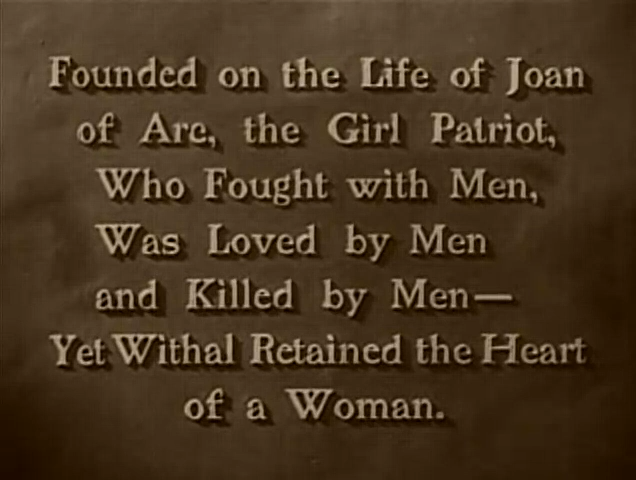 Founded on the Life of Joan
of Arc, the Girl Patriot,
Who Fought with Men,
Was Loved by Men
and Killed by Men—
Yet Withal Retained the Heart
of a Woman.